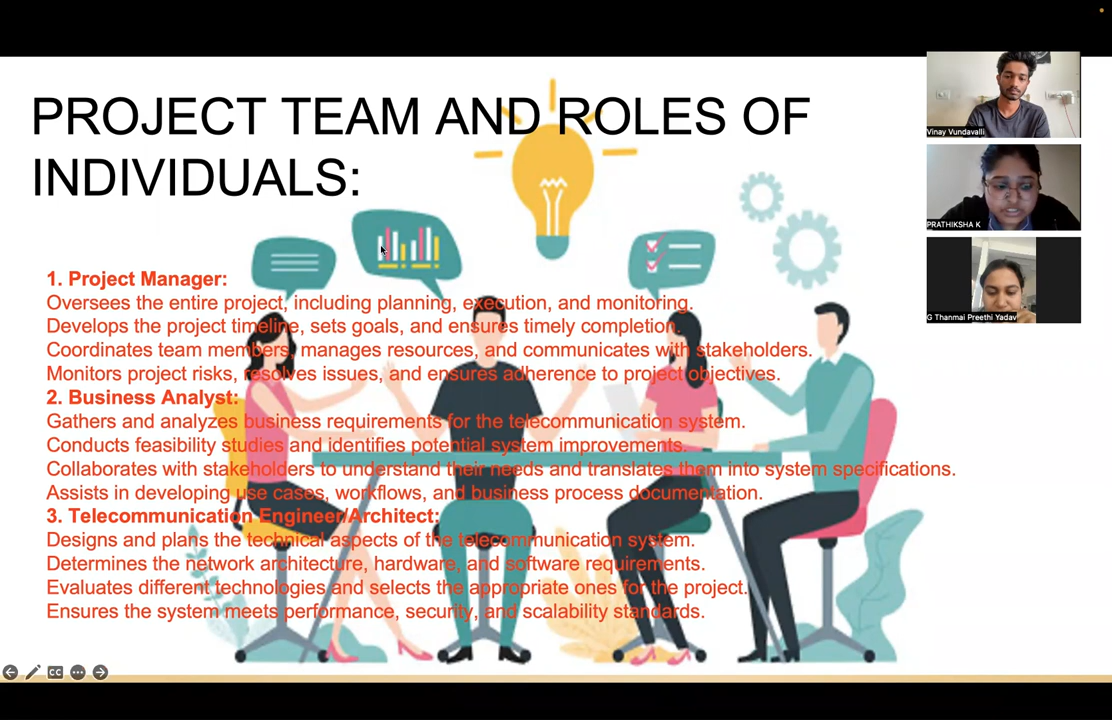 PROJECT TEAM AND ROLES OF
INDIVIDUALS:
1. Project Manager:
Oversees the entire project, including planning, execution, and monitoring.
Develops the project timeline, sets goals, and ensures timely completion.
Coordinates team members, manages resources, and communicates with stakeholders.
Monitors project risks, resolves issues, and ensures adherence to project objectives.
2. Business Analyst:
Gathers and analyzes business requirements for the telecommunication system.
Conducts feasibility studies and identifies potential system improvements.
Collaborates with stakeholders to understand their needs and translates them into system specifications.
Assists in developing use cases, workflows, and business process documentation.
3. Telecommunication Engineer/Architect:
Designs and plans the technical aspects of the telecommunication system.
Determines the network architecture, hardware, and software requirements.
Evaluates different technologies and selects the appropriate ones for the project.
Ensures the system meets performance, security, and scalability standards.
Vinay Vundavalli
PRATHIKSHA K
G Thanmai Preethi Yadav
CC